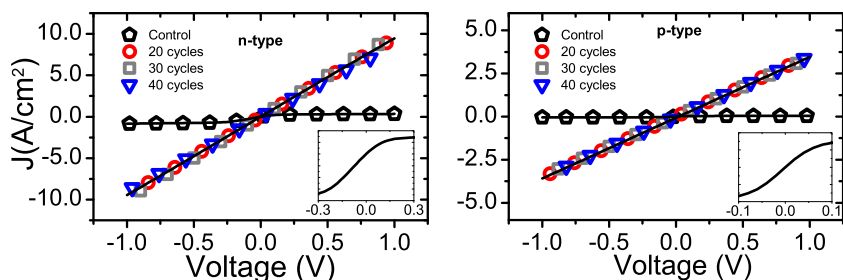 J(A/cm²)
10.0
5.0
0.0
-5.0
-10.0
Control
20 cycles
30 cycles
40 cycles
n-type
-0.3 0.0 0.3
-1.0 -0.5 0.0 0.5 1.0
Voltage (V)
5.0
2.5
0.0
-2.5
-5.0
Control
20 cycles
30 cycles
40 cycles
p-type
-0.1 0.0 0.1
-1.0 -0.5 0.0 0.5 1.0
Voltage (V)